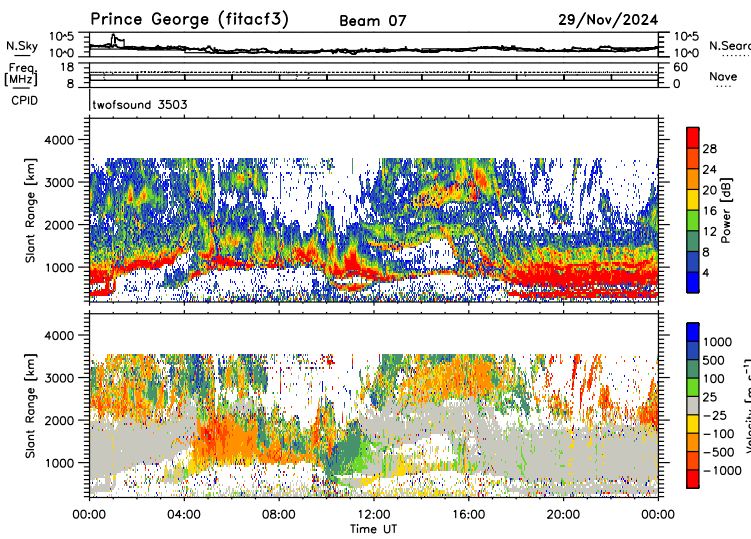 Prince George (fitacf3) Beam 07 29/Nov/2024
N.Sky 10^5 10^0 10^5 10^0 N.Sear
Freq [MHz] 18 8 60 0 Nave
CPID twofsound 3503
Slant Range [km] 4000 3000 2000 1000
Power [dB] 28 24 20 16 12 8 4
Slant Range [km] 4000 3000 2000 1000
1000 500 100 25 -25 -100 -500 -1000
00:00 04:00 08:00 12:00 16:00 20:00 00:00
Time UT